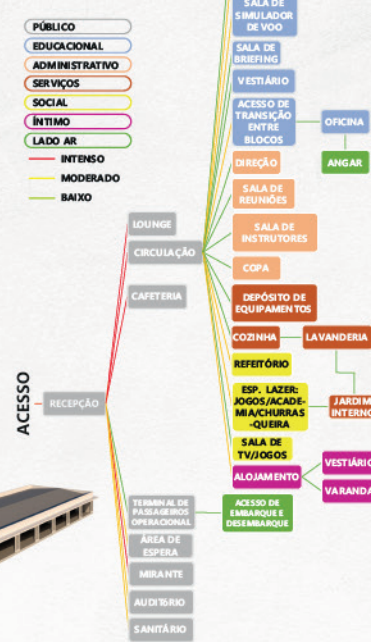 PÚBLICO
EDUCACIONAL
ADMINISTRATIVO
SERVIÇOS
SOCIAL
ÍNTIMO
LADO AR
INTENSO
MODERADO
BAIXO
ACESSO
RECEPÇÃO
LOUNGE
CIRCULAÇÃO
CAFETERIA
TERMINAL DE
PASSAGEIROS
OPERACIONAL
ÁREA DE
ESPERA
MIRANTE
AUDITÓRIO
SANITÁRIO
SALA DE
SIMULADOR
DE VOO
SALA DE
BRIEFING
VESTIÁRIO
ACESSO DE
TRANSIÇÃO
ENTRE
BLOCOS
OFICINA
ANGAR
DIREÇÃO
SALA DE
REUNIÕES
SALA DE
INSTRUTORES
COPA
DEPÓSITO DE
EQUIPAMENTOS
COZINHA
LAVANDERIA
REFEITÓRIO
ESP. LAZER:
JOGOS/ACADE-
MIA/CHURRAS
-QUEIRA
JARDIM
INTERNO
SALA DE
TV/JOGOS
ALOJAMENTO
VESTIÁRIO
VARANDA
ACESSO DE
EMBARQUE E
DESEMBARQUE